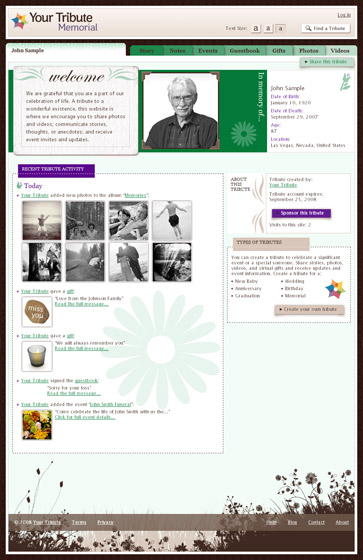 Your Tribute
Memorial
Log In
Text Size: a a a
Find a Tribute
John Sample
Story Notes Events Guestbook Gifts Photos Videos
Share this tribute
welcome
We are grateful that you are a part of our
celebration of life. A tribute to a
wonderful existence, this website is
where we encourage you to share photos
and videos; communicate stories,
thoughts, or anecdotes; and receive
event invites and updates.
In memory of...
John Sample
Date of Birth:
January 10, 1920
Date of Death:
September 29, 2007
Age:
87
Location:
Las Vegas, Nevada, United States
RECENT TRIBUTE ACTIVITY
Today
Your Tribute added new photos to the album "Memories":
Your Tribute gave a gift:
miss you
"Love from the Johnson Family"
Read the full message...
Your Tribute gave a gift:
"We will always remember you"
Read the full message...
Your Tribute signed the guestbook:
"Sorry for your loss"
Read the full message...
Your Tribute added the event "John Smith Funeral":
"Come celebrate the life of John Smith with the..."
Click for full event details...
ABOUT
THIS
TRIBUTE
Tribute created by:
Your Tribute
Tribute account expires:
September 25, 2008
Sponsor this tribute
Visits to this site: 2
TYPES OF TRIBUTES
You can create a tribute to celebrate a significant
event or a special someone. Share stories, photos,
videos, and virtual gifts and receive updates and
event information. Create a tribute for a:
New Baby
Anniversary
Graduation
Wedding
Birthday
Memorial
Create your own tribute
© 2008 Your Tribute Terms Privacy
Help Blog Contact About